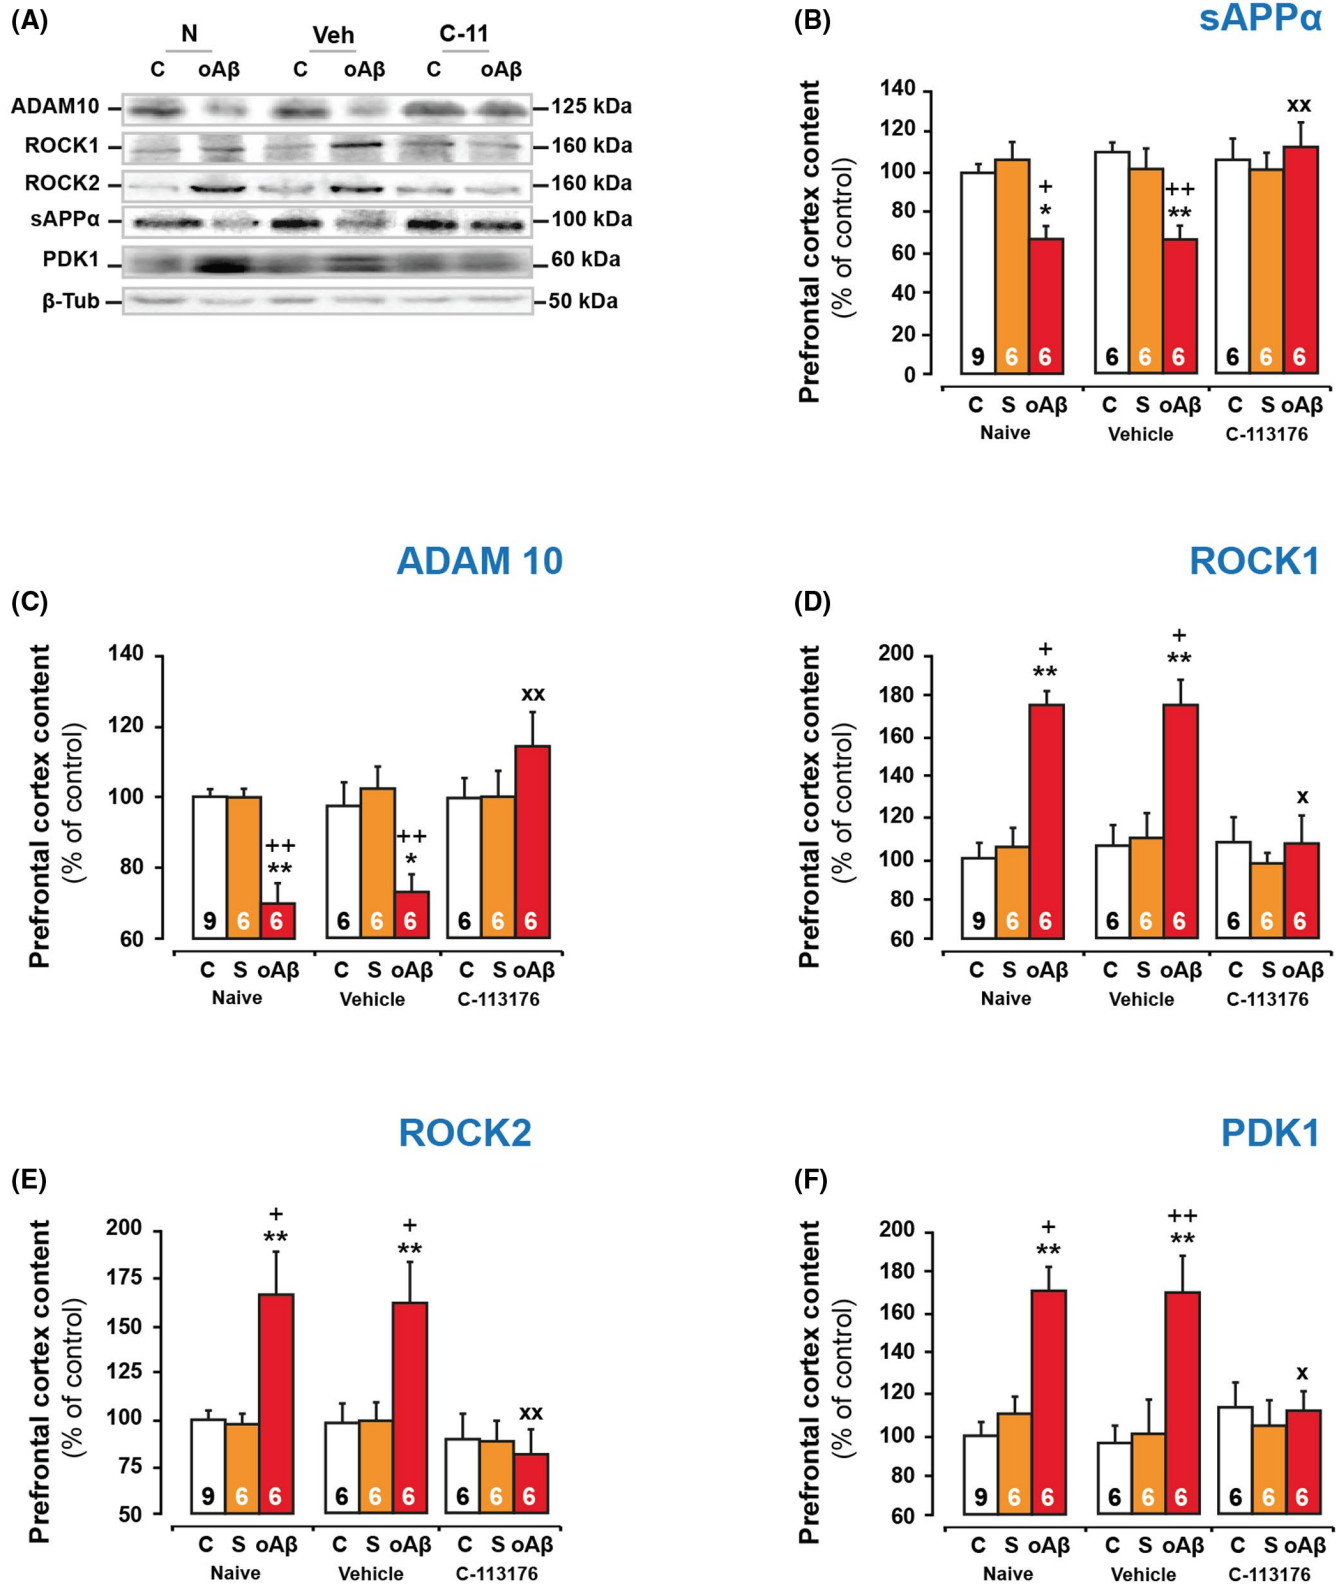 (A)
N Veh C-11
C oAβ C oAβ C oAβ
ADAM10 125 kDa
ROCK1 160 kDa
ROCK2 160 kDa
sAPPα 100 kDa
PDK1 60 kDa
β-Tub 50 kDa
(B)
sAPPα
Prefrontal cortex content
(% of control)
140
120
100
80
60
40
20
0
+
*
++
**
xx
9 6 6 6 6 6 6 6 6
C S oAβ C S oAβ C S oAβ
Naive Vehicle C-113176
(C)
ADAM 10
Prefrontal cortex content
(% of control)
140
120
100
80
60
++
**
++
*
xx
9 6 6 6 6 6 6 6 6
C S oAβ C S oAβ C S oAβ
Naive Vehicle C-113176
(D)
ROCK1
Prefrontal cortex content
(% of control)
200
180
160
140
120
100
80
60
+
**
+
**
x
9 6 6 6 6 6 6 6 6
C S oAβ C S oAβ C S oAβ
Naive Vehicle C-113176
(E)
ROCK2
Prefrontal cortex content
(% of control)
200
175
150
125
100
75
50
+
**
+
**
xx
9 6 6 6 6 6 6 6 6
C S oAβ C S oAβ C S oAβ
Naive Vehicle C-113176
(F)
PDK1
Prefrontal cortex content
(% of control)
200
180
160
140
120
100
80
60
+
**
++
**
x
9 6 6 6 6 6 6 6 6
C S oAβ C S oAβ C S oAβ
Naive Vehicle C-113176